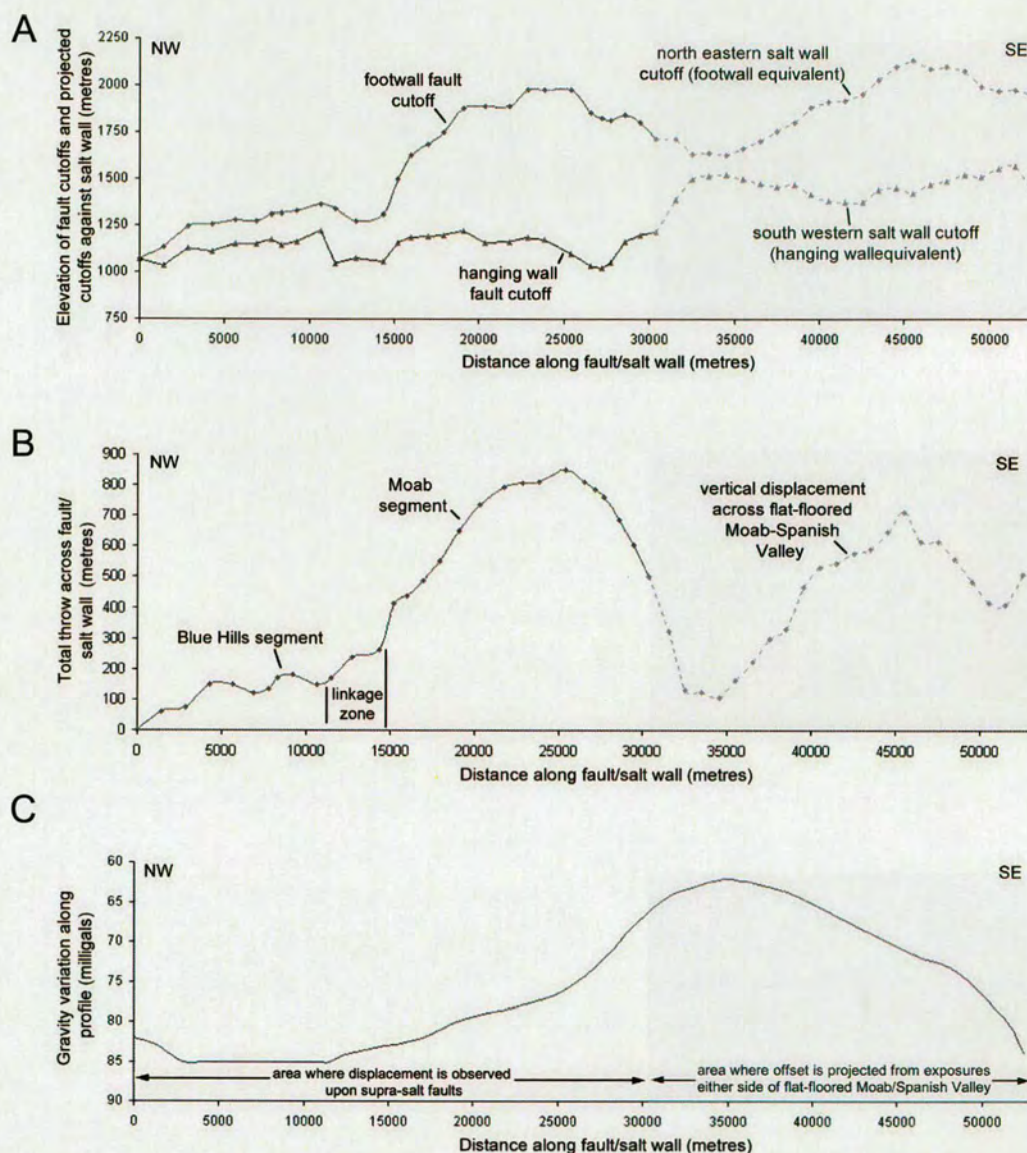 A
Elevation of fault cutoffs and projected
cutoffs against salt wall (metres)
2250
2000
1750
1500
1250
1000
750
NW
SE
footwall fault
cutoff
north eastern salt wall
cutoff (footwall equivalent)
hanging wall
fault cutoff
south western salt wall cutoff
(hanging wallequivalent)
0 5000 10000 15000 20000 25000 30000 35000 40000 45000 50000
Distance along fault/salt wall (metres)
B
Total throw across fault/
salt wall (metres)
900
800
700
600
500
400
300
200
100
0
NW
SE
Moab
segment
vertical displacement
across flat-floored
Moab-Spanish
Valley
Blue Hills segment
linkage
zone
0 5000 10000 15000 20000 25000 30000 35000 40000 45000 50000
Distance along fault/salt wall (metres)
C
Gravity variation along
profile (milligals)
60
65
70
75
80
85
90
NW
SE
area where displacement is observed
upon supra-salt faults
area where offset is projected from exposures
either side of flat-floored Moab/Spanish Valley
0 5000 10000 15000 20000 25000 30000 35000 40000 45000 50000
Distance along fault/salt wall (metres)